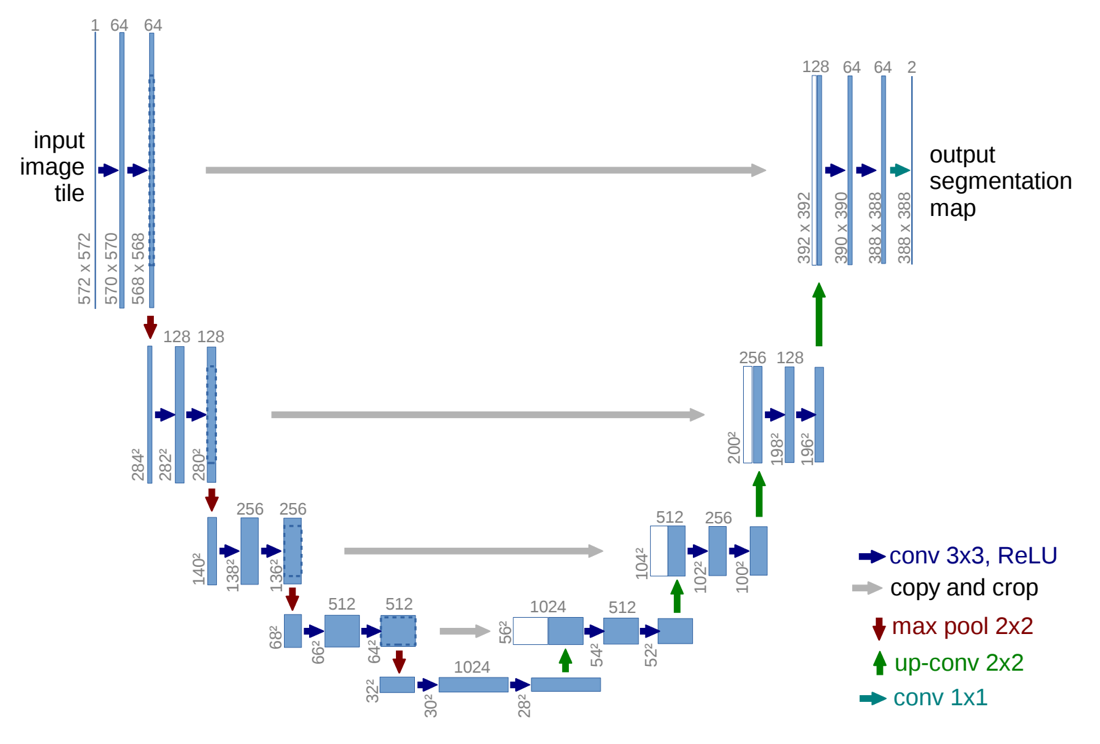 1 64 64
input
image
tile
572 x 572
570 x 570
568 x 568
128 64 64 2
output
segmentation
map
392 x 392
390 x 390
388 x 388
388 x 388
128 128
284²
282²
280²
256 128
200²
198²
196²
256 256
140²
138²
136²
512 256
104²
102²
100²
512 512
68²
66²
64²
1024 512
56²
54²
52²
1024
32²
30²
28²
conv 3x3, ReLU
copy and crop
max pool 2x2
up-conv 2x2
conv 1x1